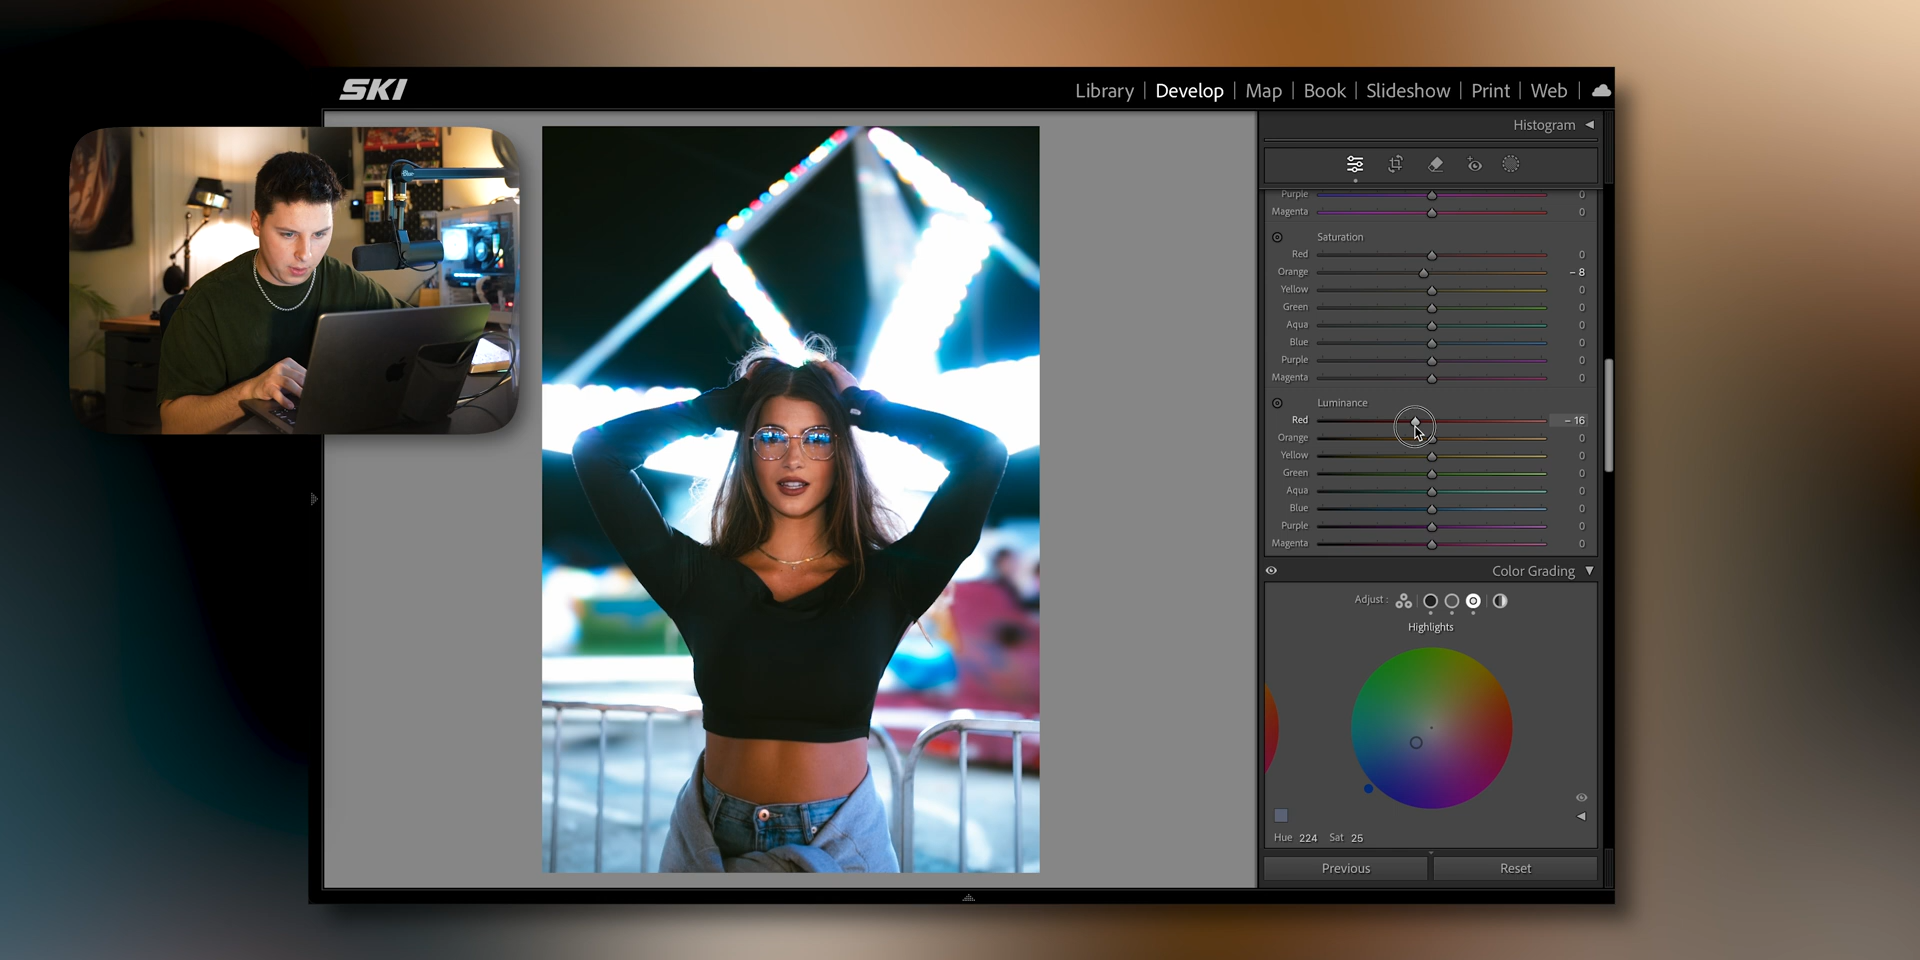 SKI
Library | Develop | Map | Book | Slideshow | Print | Web
Histogram
Purple 0
Magenta 0
Saturation
Red 0
Orange – 8
Yellow 0
Green 0
Aqua 0
Blue 0
Purple 0
Magenta 0
Luminance
Red – 16
Orange 0
Yellow 0
Green 0
Aqua 0
Blue 0
Purple 0
Magenta 0
Color Grading
Adjust :
Highlights
Hue 224 Sat 25
Previous Reset